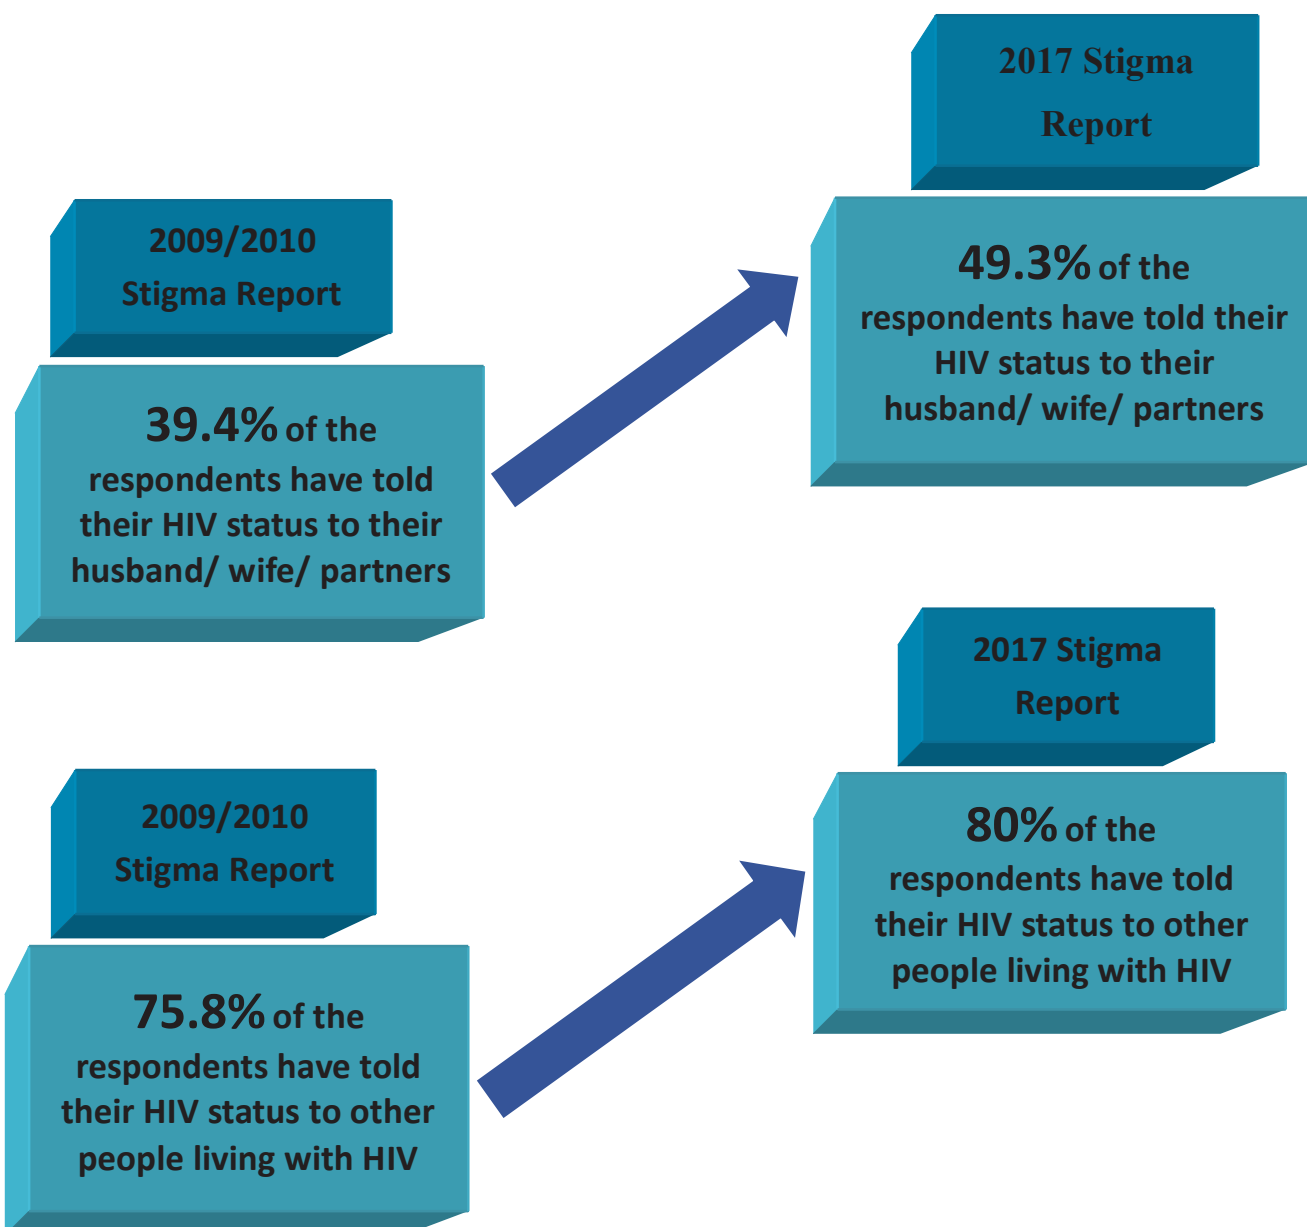 2009/2010
Stigma Report
39.4% of the
respondents have told
their HIV status to their
husband/ wife/ partners
2017 Stigma
Report
49.3% of the
respondents have told their
HIV status to their
husband/ wife/ partners
2009/2010
Stigma Report
75.8% of the
respondents have told
their HIV status to other
people living with HIV
2017 Stigma
Report
80% of the
respondents have told
their HIV status to other
people living with HIV